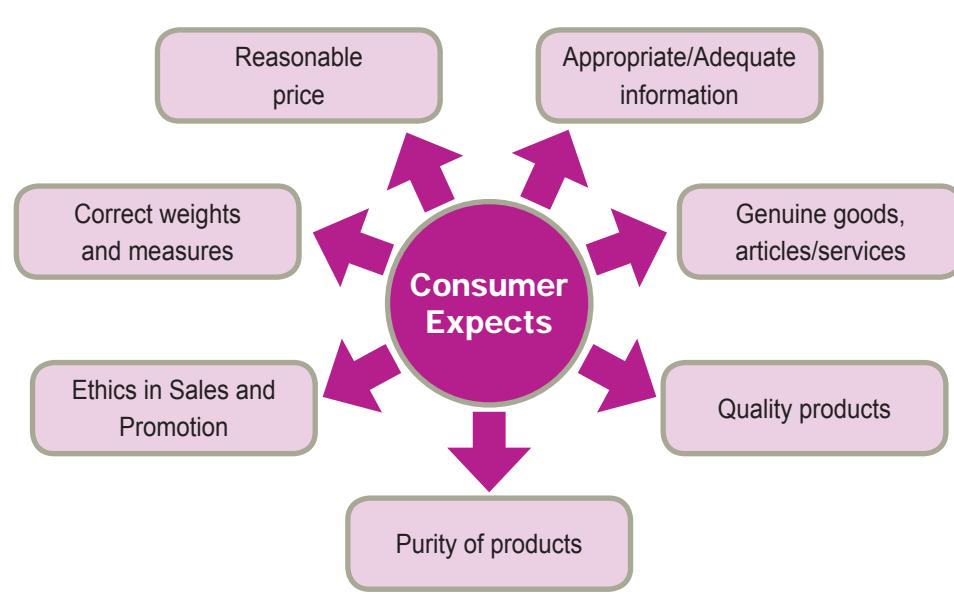 Reasonable
price
Appropriate/Adequate
information
Correct weights
and measures
Genuine goods,
articles/services
Consumer
Expects
Ethics in Sales and
Promotion
Quality products
Purity of products